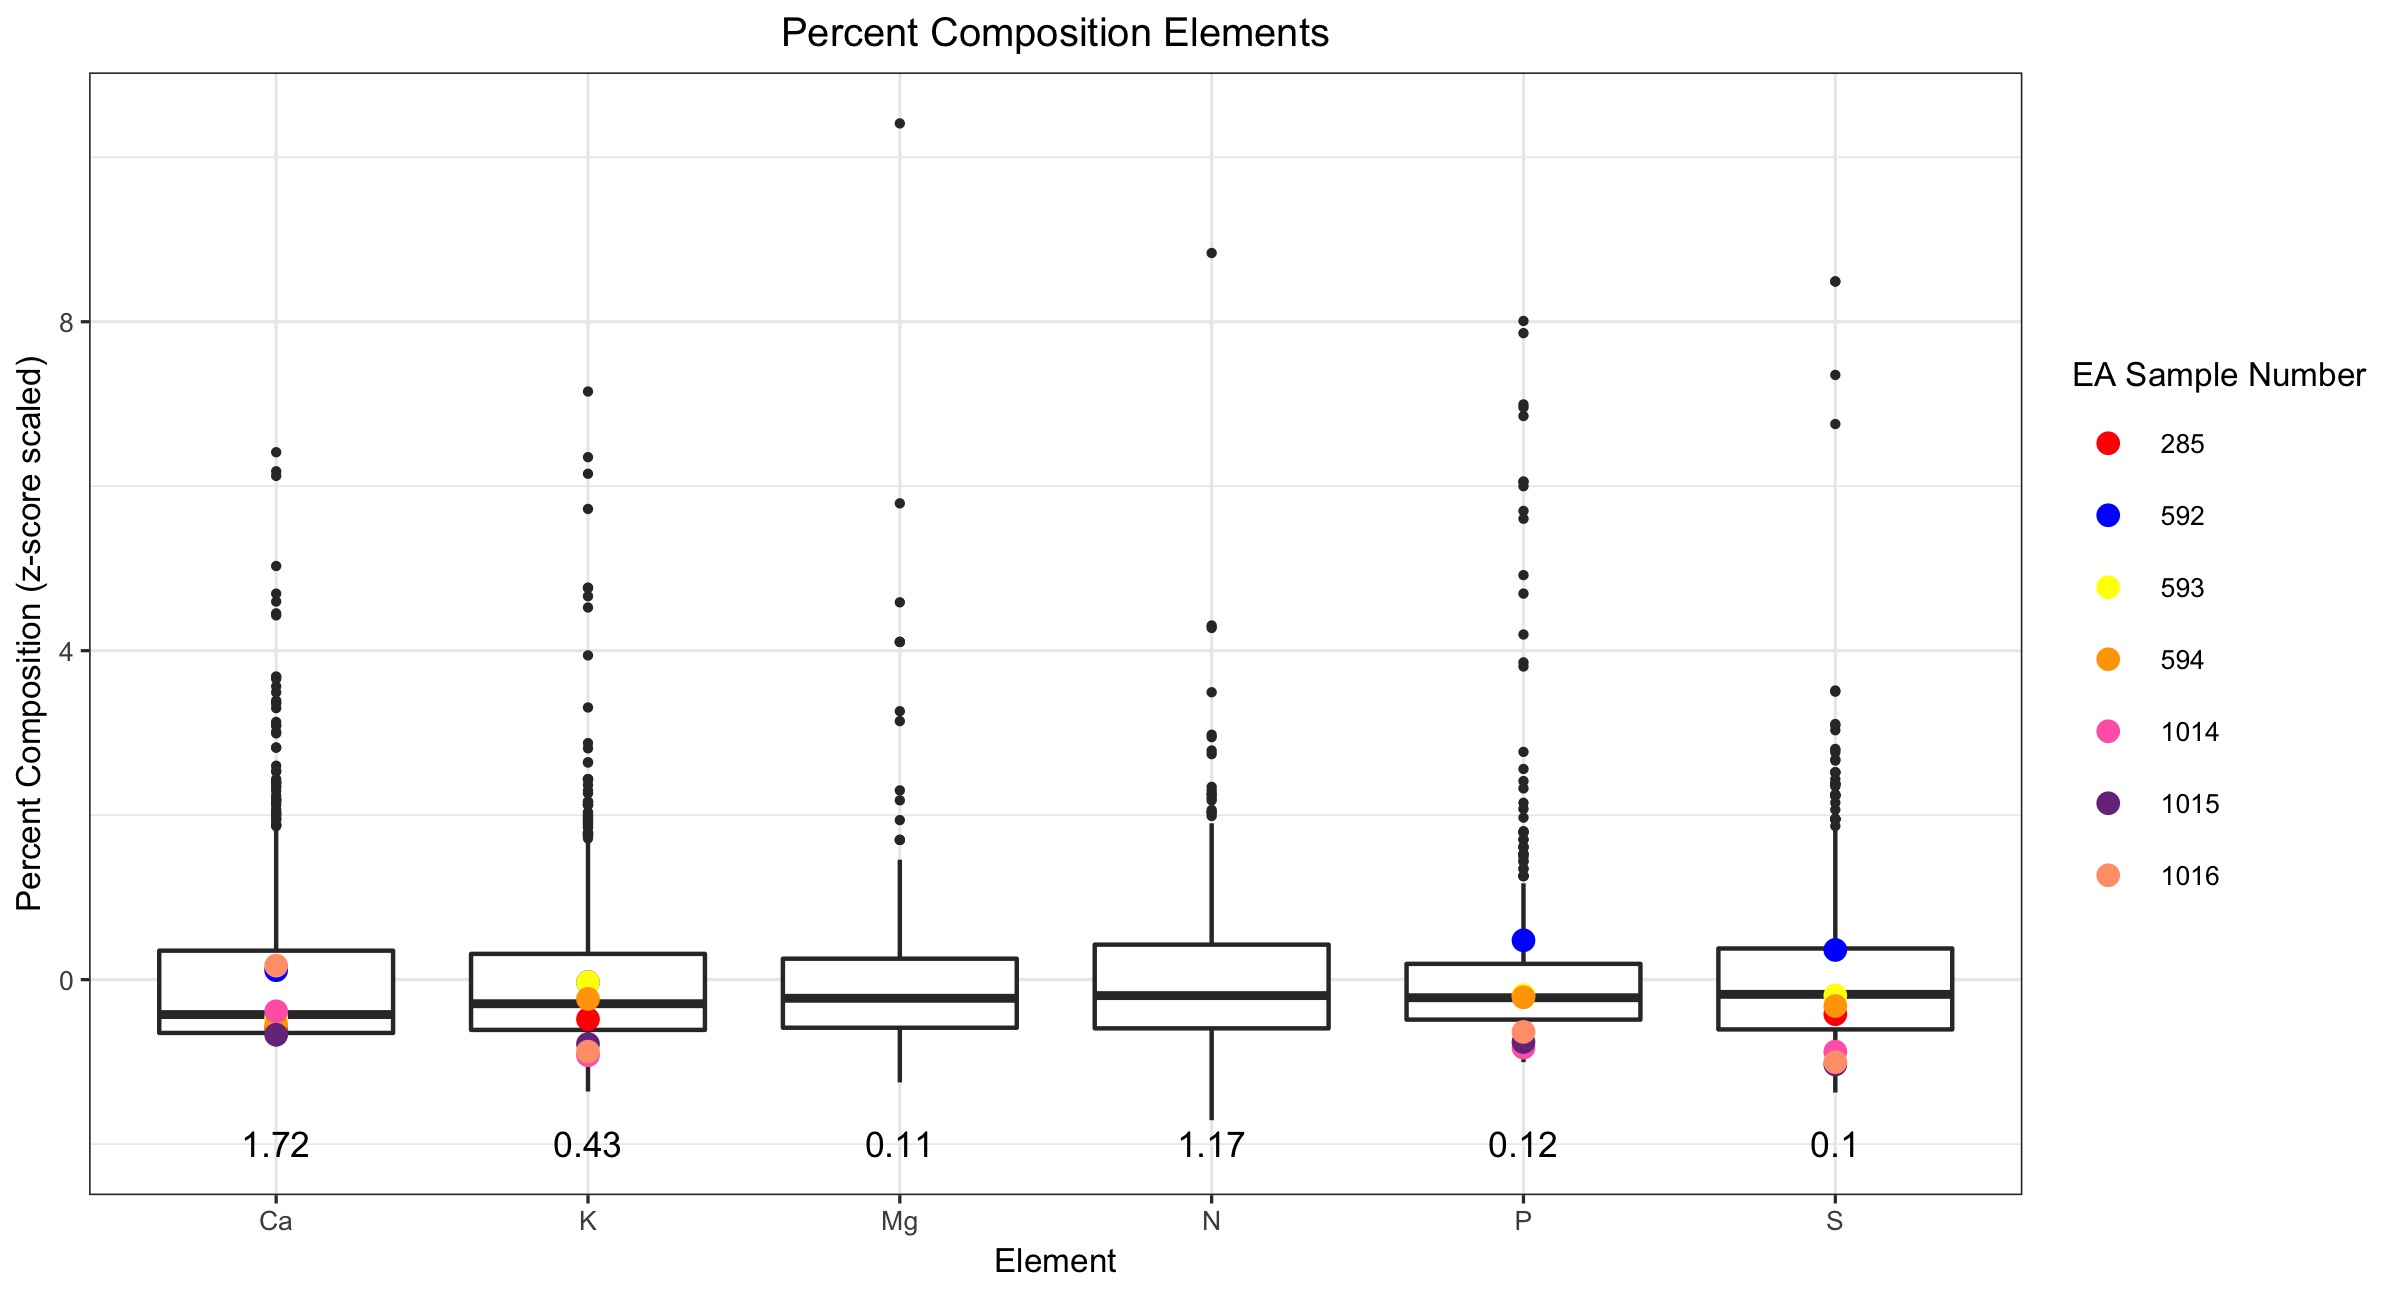 Percent Composition Elements
Percent Composition (z-score scaled)
8
4
0
1.72 0.43 0.11 1.17 0.12 0.1
Ca K Mg N P S
Element
EA Sample Number
285
592
593
594
1014
1015
1016